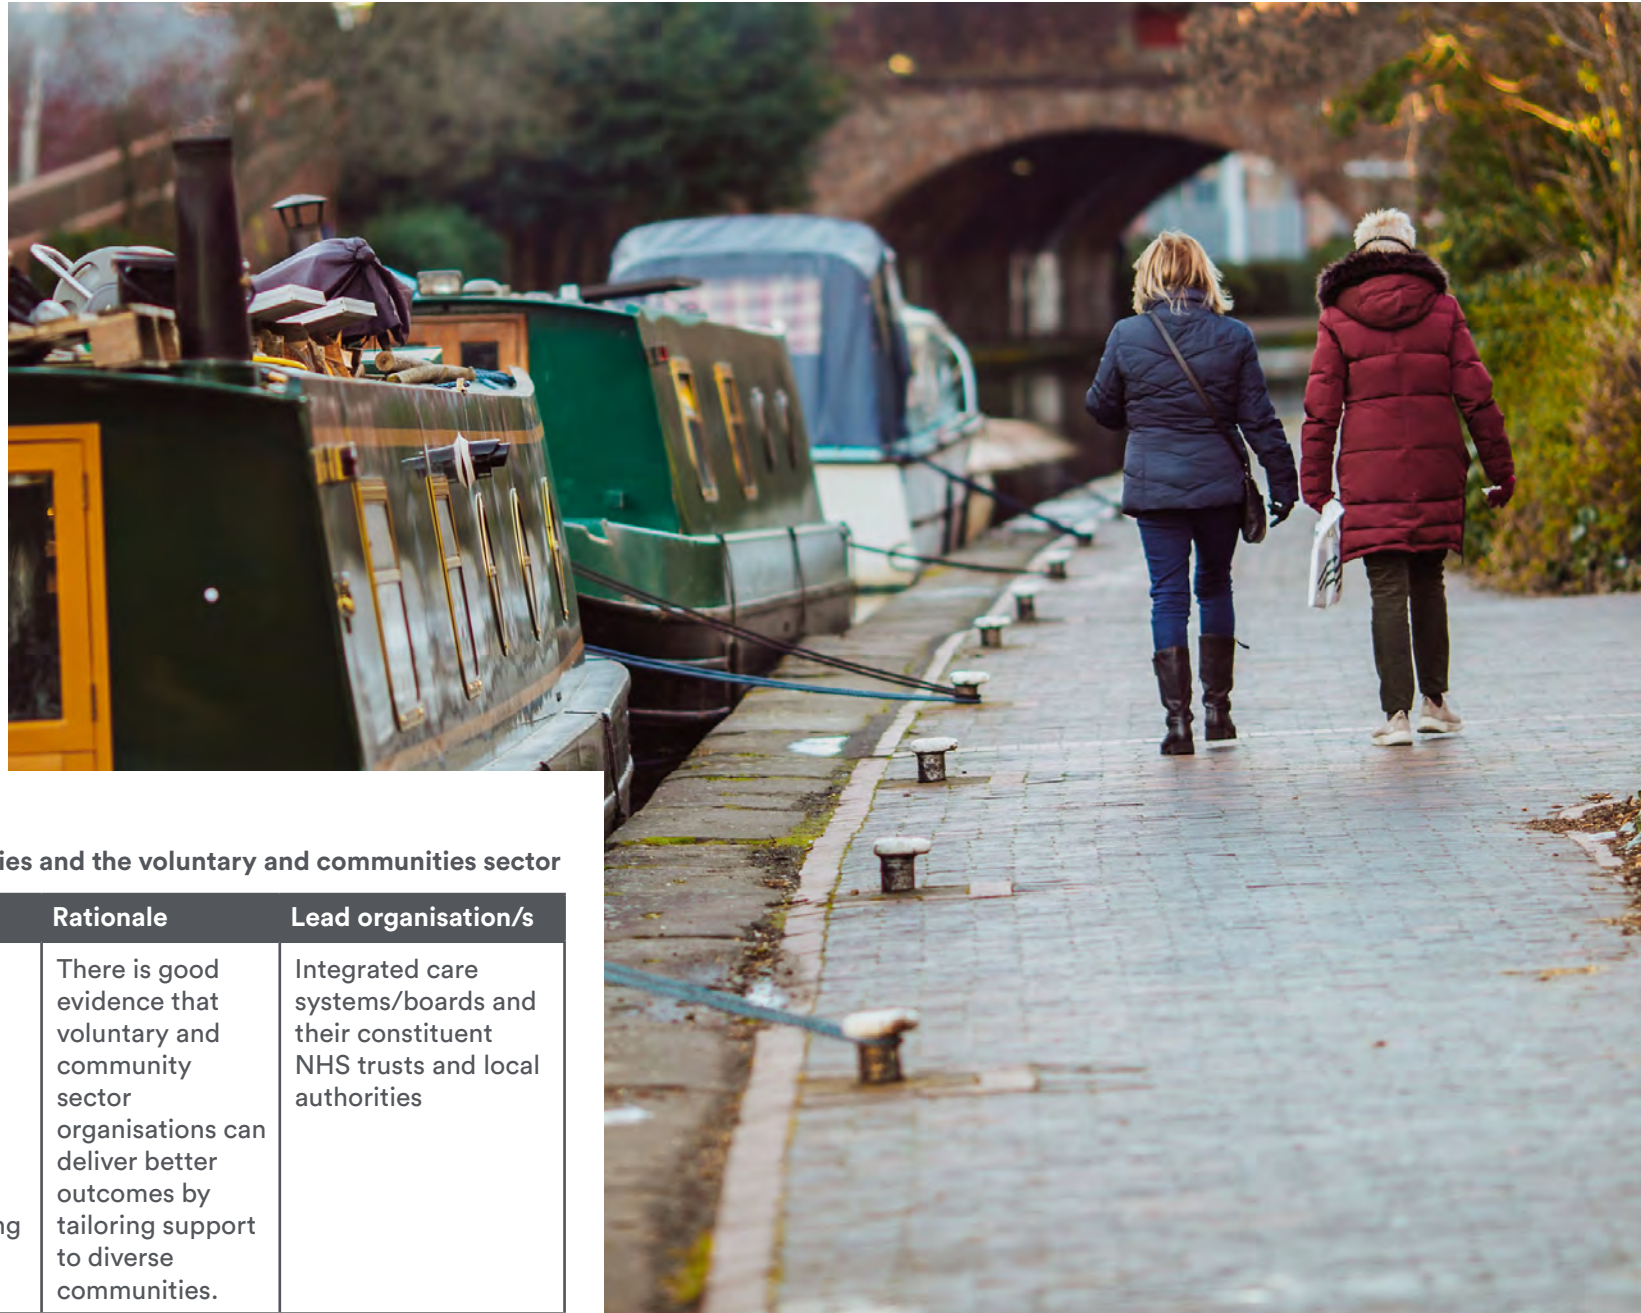 ies and the voluntary and communities sector
Rationale
Lead organisation/s
There is good
evidence that
voluntary and
community
sector
organisations can
deliver better
outcomes by
tailoring support
to diverse
communities.
Integrated care
systems/boards and
their constituent
NHS trusts and local
authorities
ng